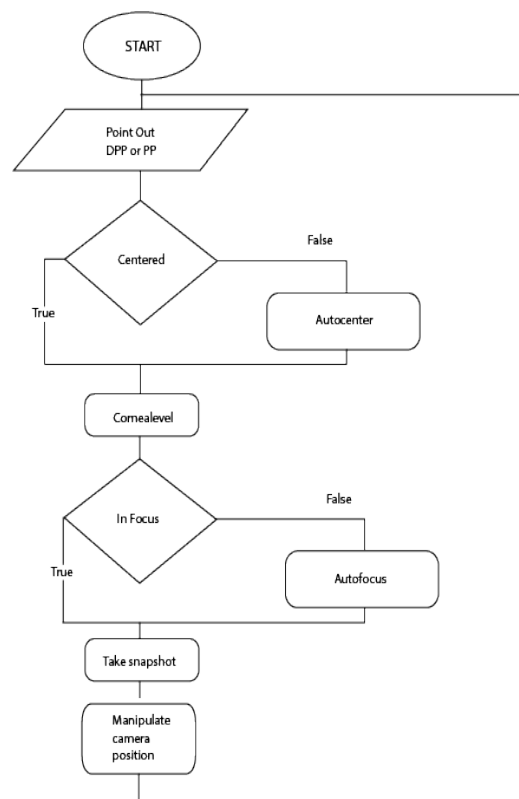 START
Point Out
DPP or PP
Centered
False
True
Autocenter
Cornealevel
In Focus
False
True
Autofocus
Take snapshot
Manipulate
camera
position